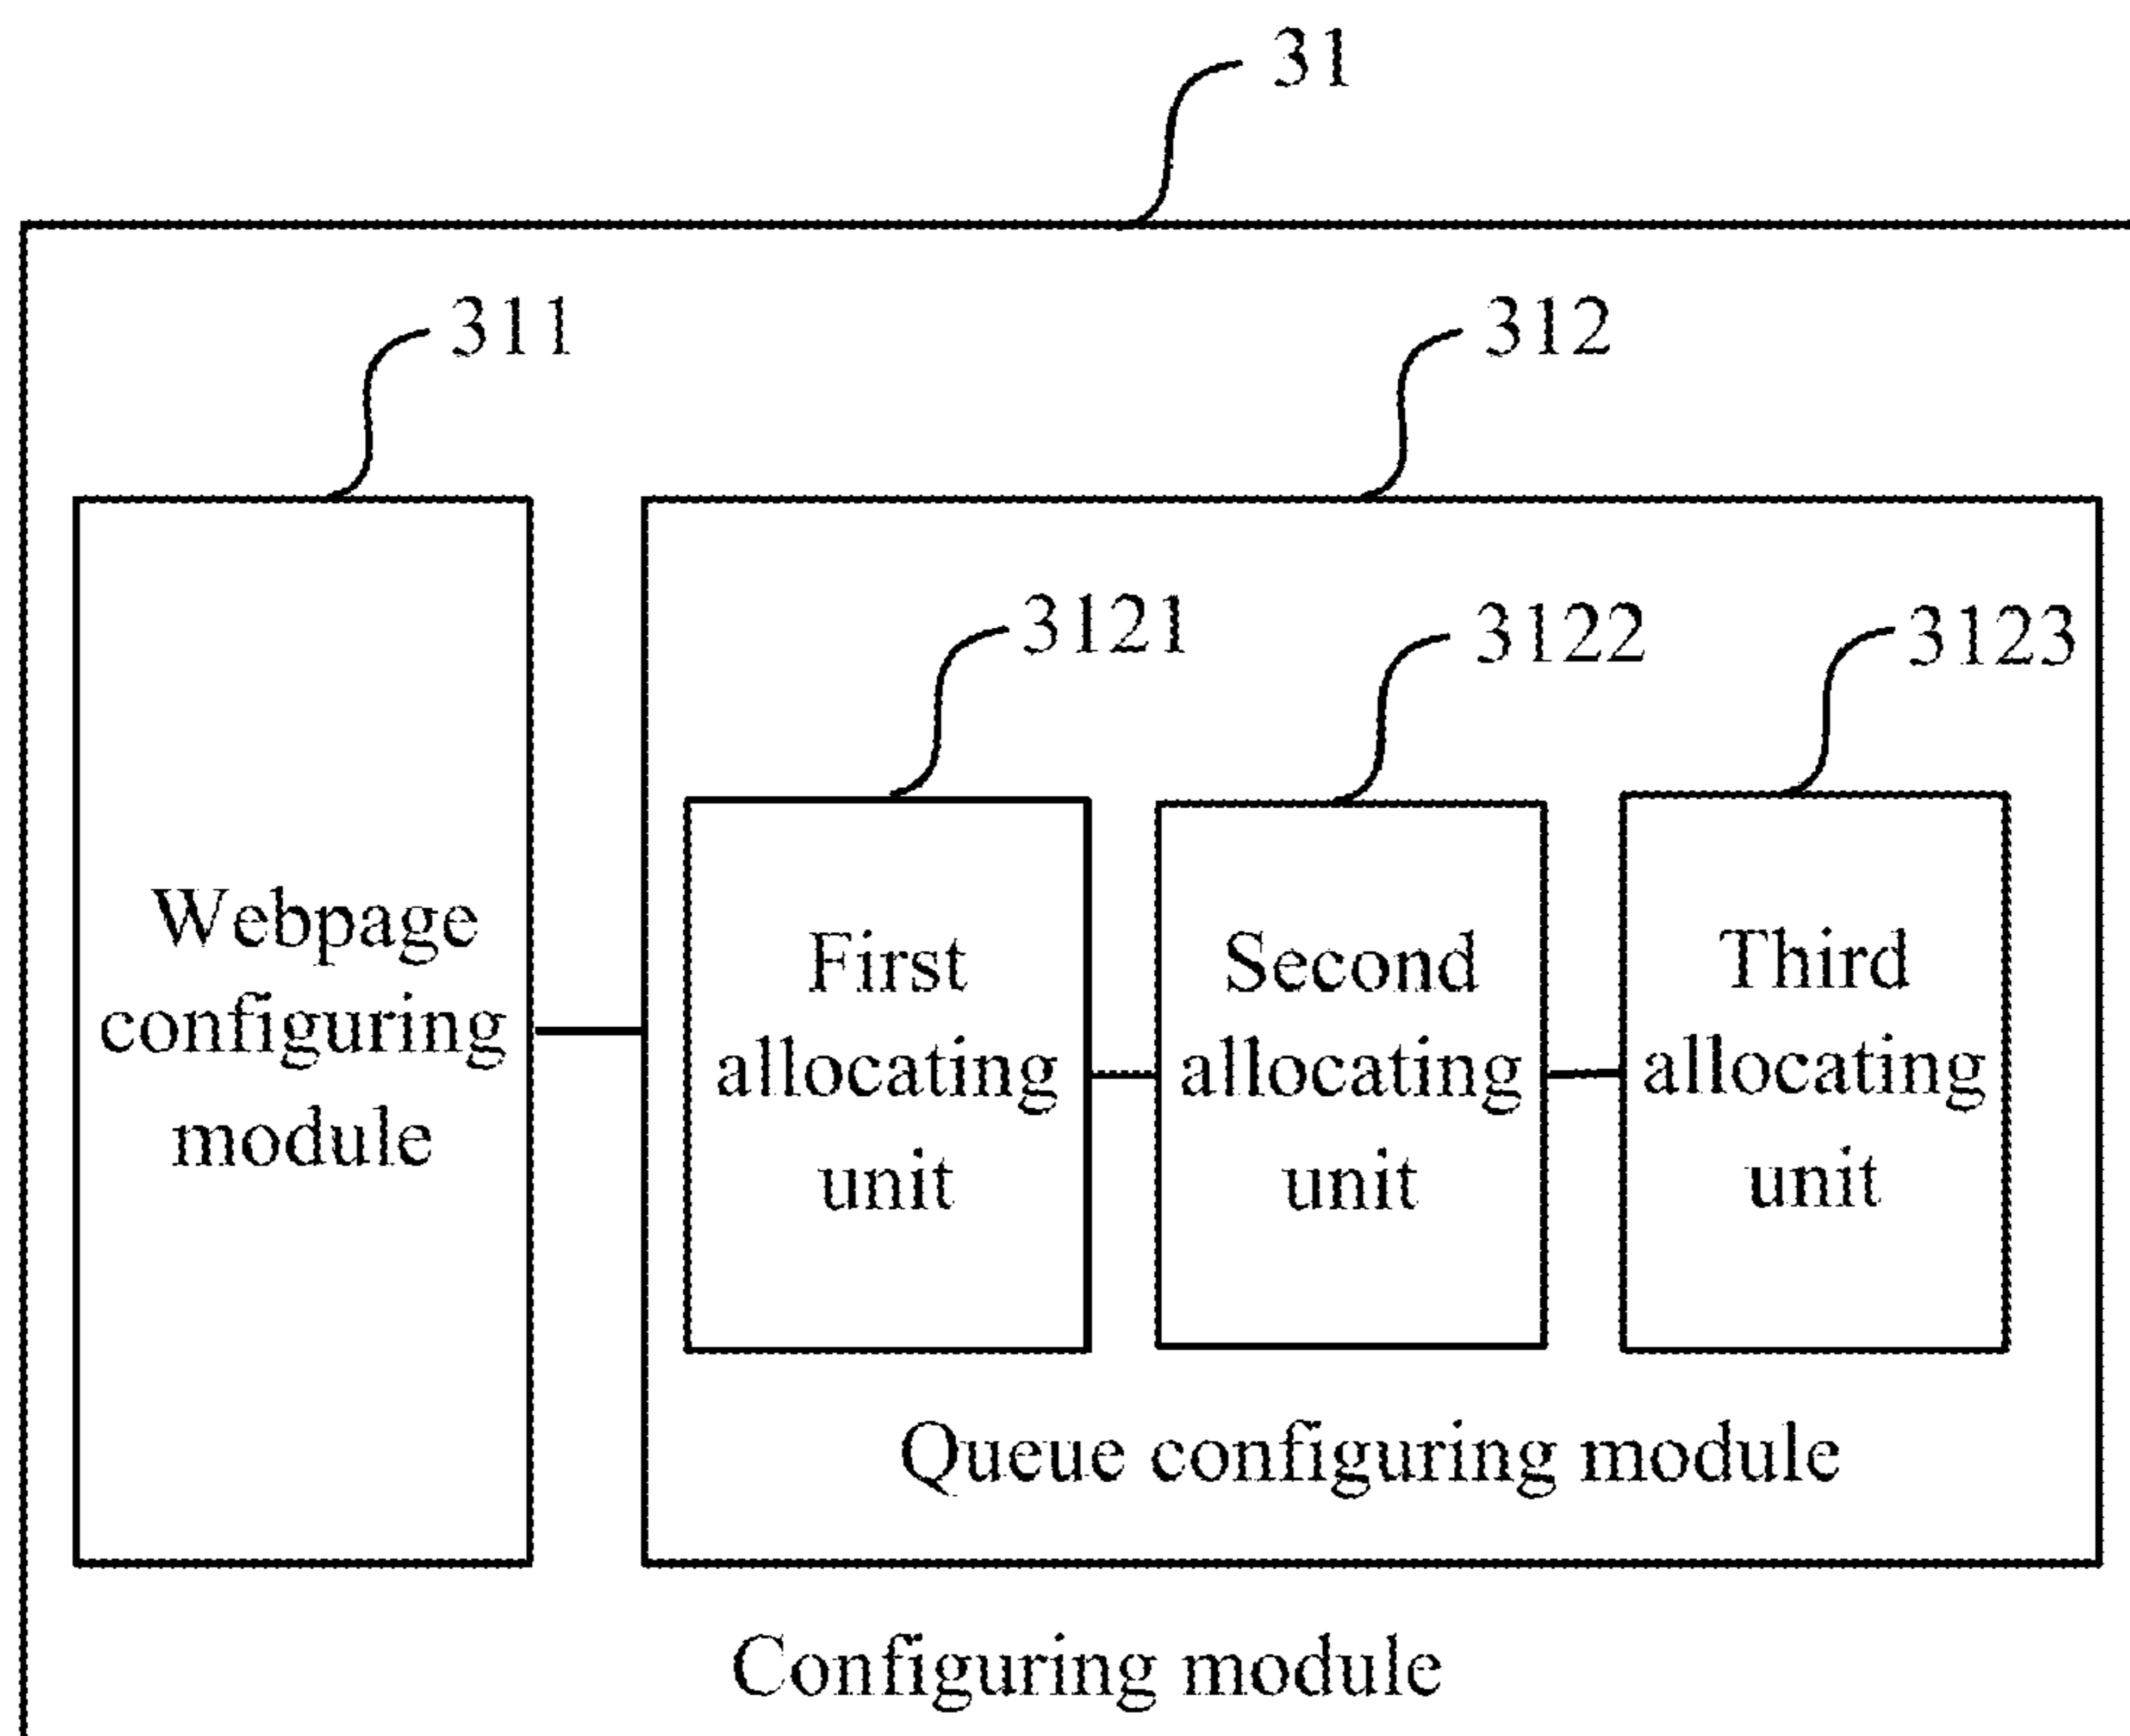 31
311
312
3121
3122
3123
Webpage
configuring
module
First
allocating
unit
Second
allocating
unit
Third
allocating
unit
Queue configuring module
Configuring module